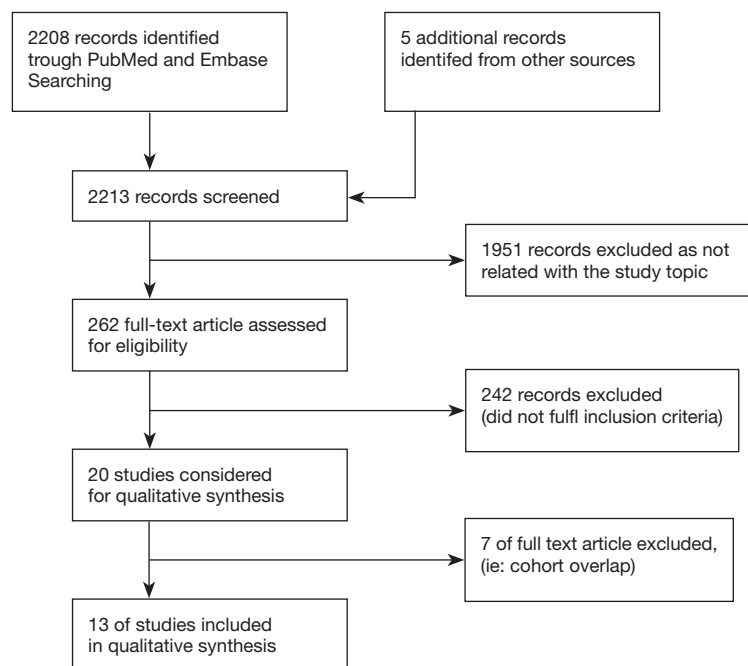 2208 records identified
trough PubMed and Embase
Searching
5 additional records
identifed from other sources
2213 records screened
1951 records excluded as not
related with the study topic
262 full-text article assessed
for eligibility
242 records excluded
(did not fulfl inclusion criteria)
20 studies considered
for qualitative synthesis
7 of full text article excluded,
(ie: cohort overlap)
13 of studies included
in qualitative synthesis